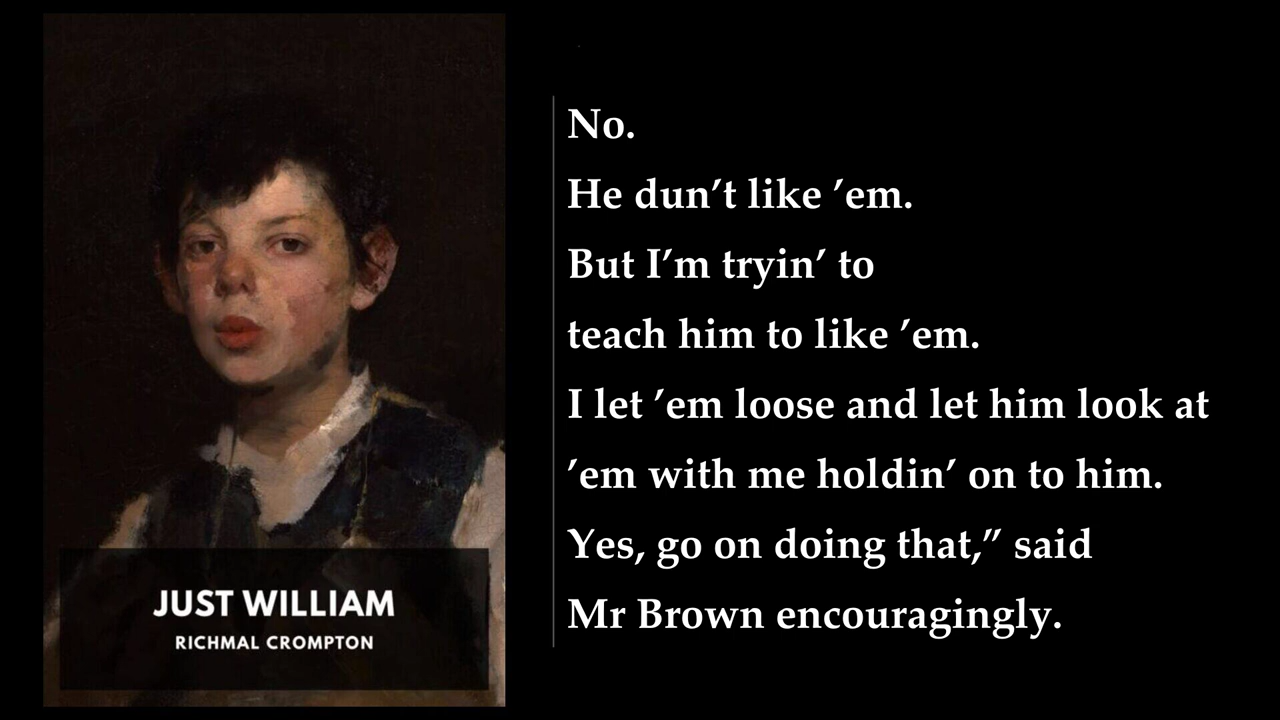 JUST WILLIAM
RICHMAL CROMPTON
No.
He dun’t like ’em.
But I’m tryin’ to
teach him to like ’em.
I let ’em loose and let him look at
’em with me holdin’ on to him.
Yes, go on doing that,” said
Mr Brown encouragingly.